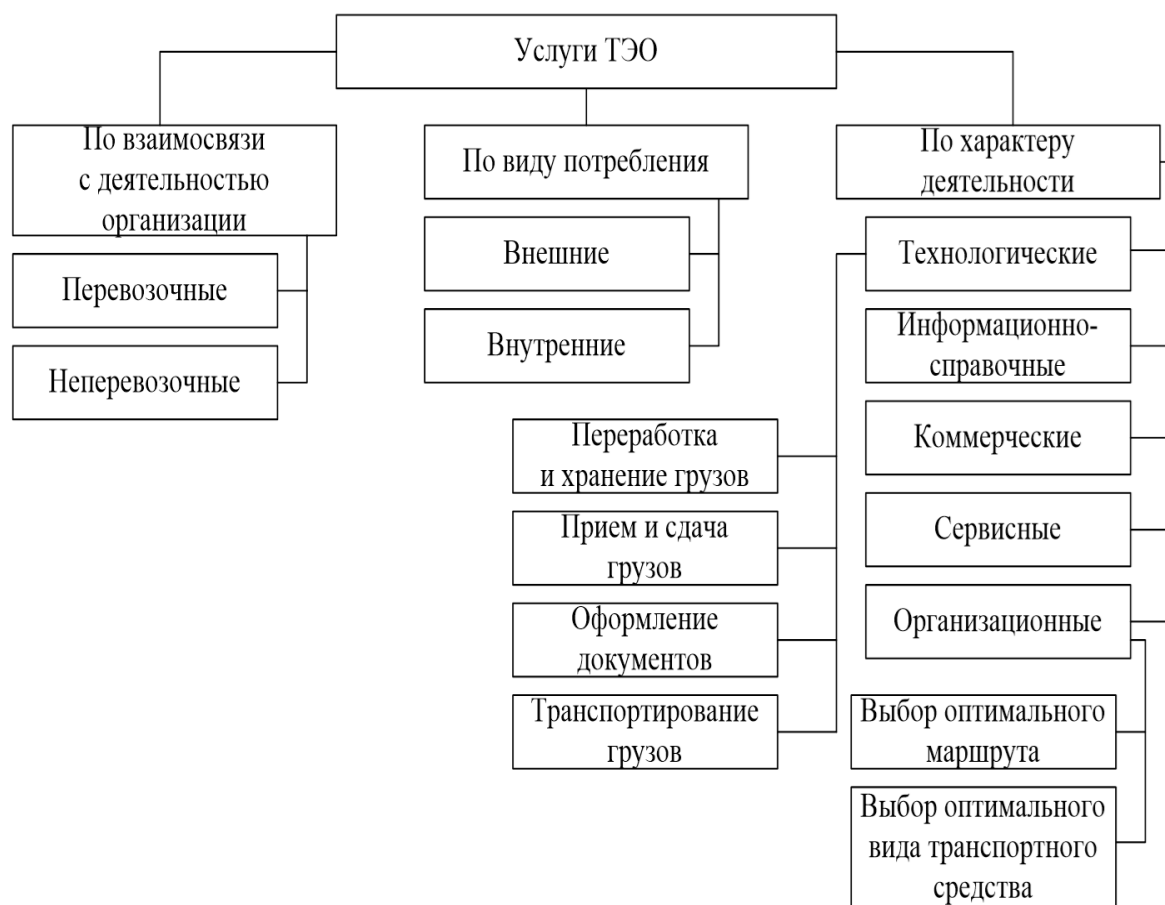 Услуги ТЭО
По взаимосвязи
с деятельностью
организации
Перевозочные
Неперевозочные
По виду потребления
Внешние
Внутренние
По характеру
деятельности
Технологические
Информационно-
справочные
Коммерческие
Сервисные
Организационные
Переработка
и хранение грузов
Прием и сдача
грузов
Оформление
документов
Транспортирование
грузов
Выбор оптимального
маршрута
Выбор оптимального
вида транспортного
средства